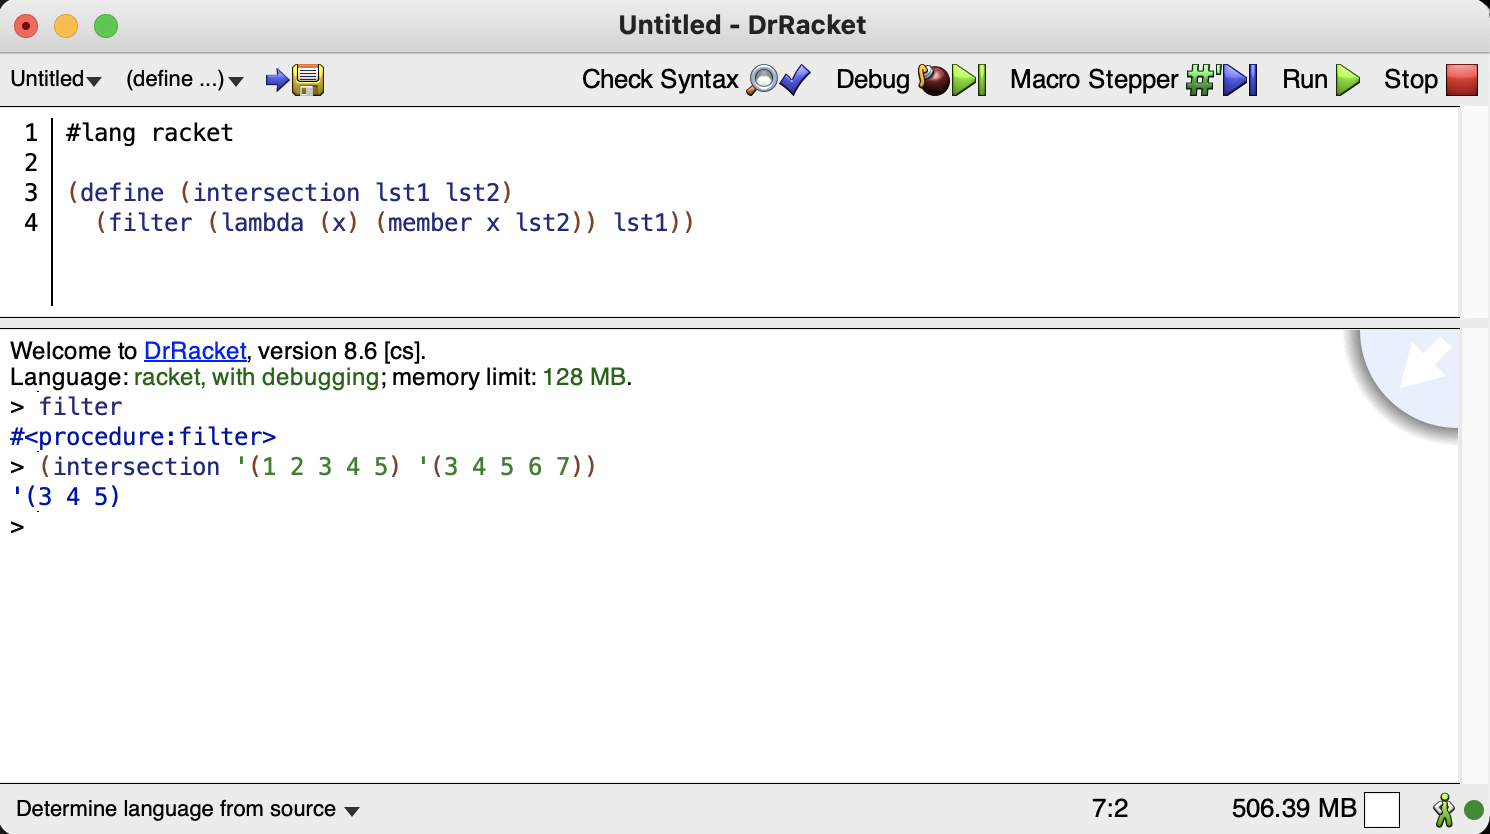 Untitled - DrRacket
Untitled (define ...) Check Syntax Debug Macro Stepper Run Stop
1 #lang racket
2
3 (define (intersection lst1 lst2)
4   (filter (lambda (x) (member x lst2)) lst1))
Welcome to DrRacket, version 8.6 [cs].
Language: racket, with debugging; memory limit: 128 MB.
> filter
#<procedure:filter>
> (intersection '(1 2 3 4 5) '(3 4 5 6 7))
'(3 4 5)
>
Determine language from source 7:2 506.39 MB